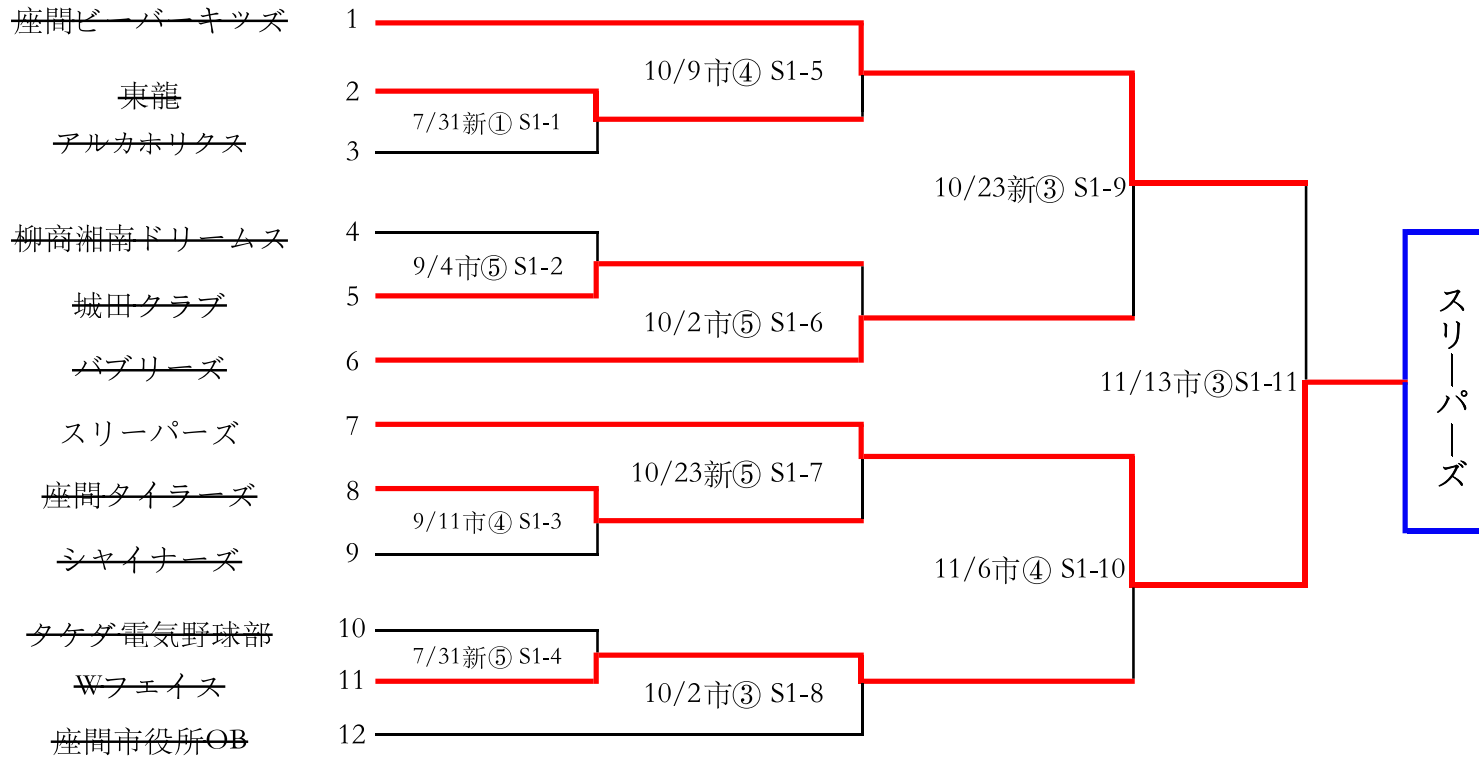 座間ビーバーキッズ 1
10/9市④ S1-5
東龍 2
7/31新① S1-1
アルカホリクス 3
10/23新③ S1-9
柳商湘南ドリームス 4
9/4市⑤ S1-2
城田クラブ 5
10/2市⑤ S1-6
バブリーズ 6
11/13市③S1-11
スリーパーズ
スリーパーズ 7
10/23新⑤ S1-7
座間タイラーズ 8
9/11市④ S1-3
シャイナーズ 9
11/6市④ S1-10
タケダ電気野球部 10
7/31新⑤ S1-4
Wフェイス 11
10/2市③ S1-8
座間市役所OB 12